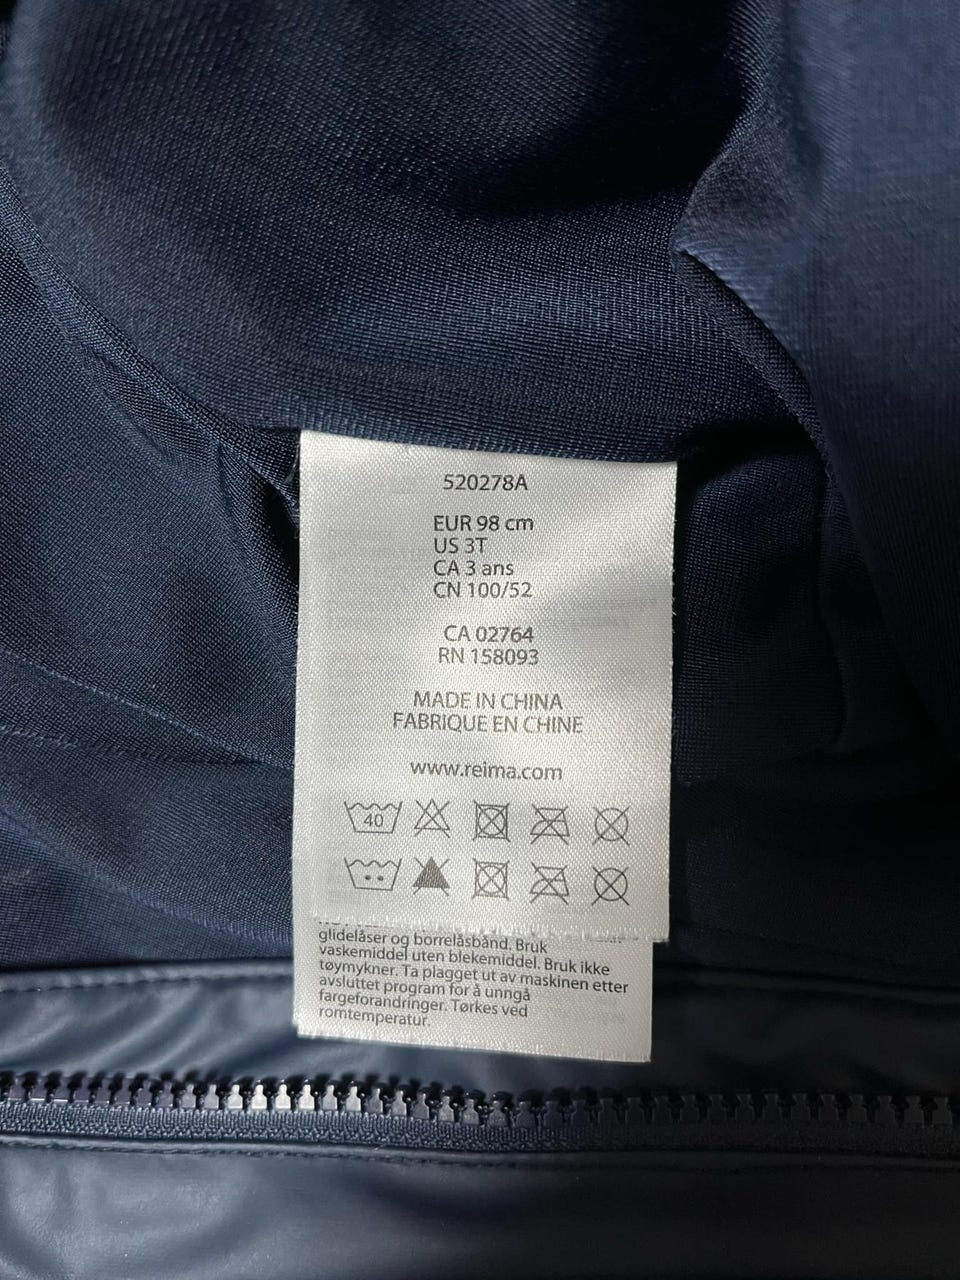 520278A
EUR 98 cm
US 3T
CA 3 ans
CN 100/52
CA 02764
RN 158093
MADE IN CHINA
FABRIQUE EN CHINE
www.reima.com
40
glidelåser og borrelåsbånd. Bruk
vaskemiddel uten blekemiddel. Bruk ikke
tøymykner. Ta plagget ut av maskinen etter
avsluttet program for å unngå
fargeforandringer. Tørkes ved
romtemperatur.